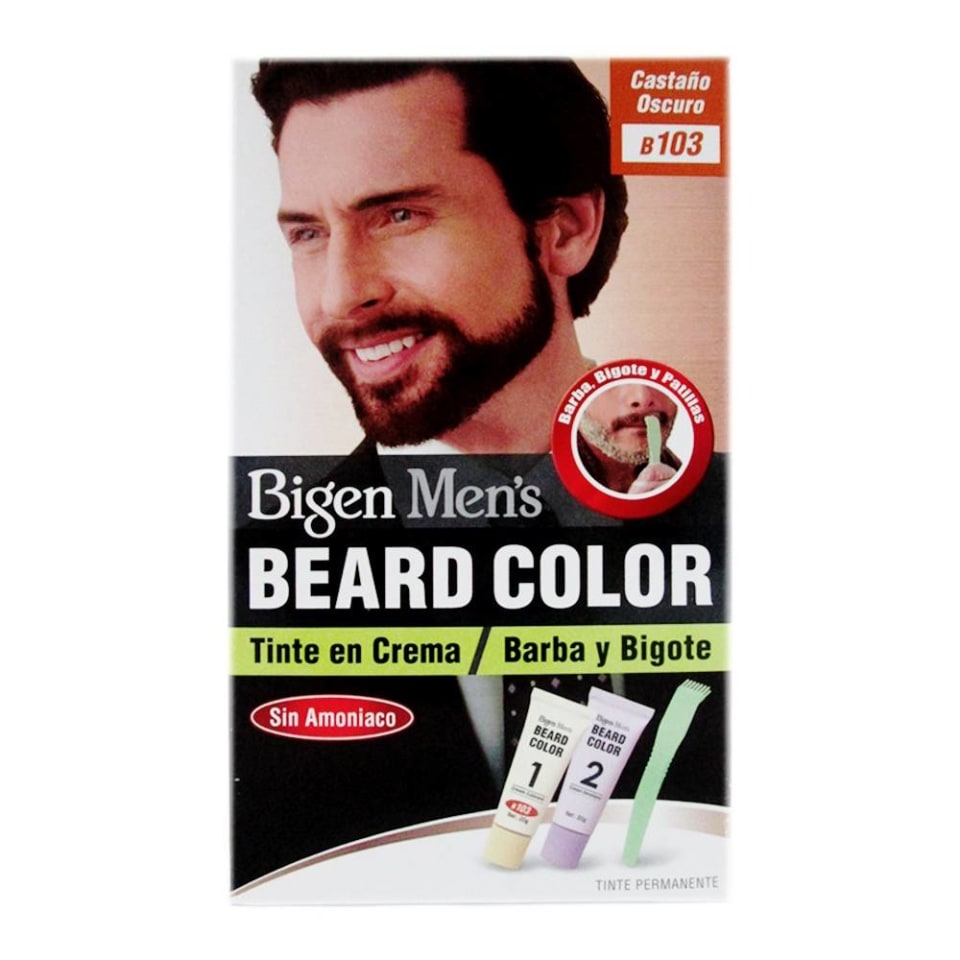 Castaño
Oscuro
B103
Barba, Bigote y Patillas
Bigen Men's
BEARD COLOR
Tinte en Crema / Barba y Bigote
Sin Amoniaco
Bigen Men's
BEARD
COLOR
1
B103
Bigen Men's
BEARD
COLOR
2
TINTE PERMANENTE